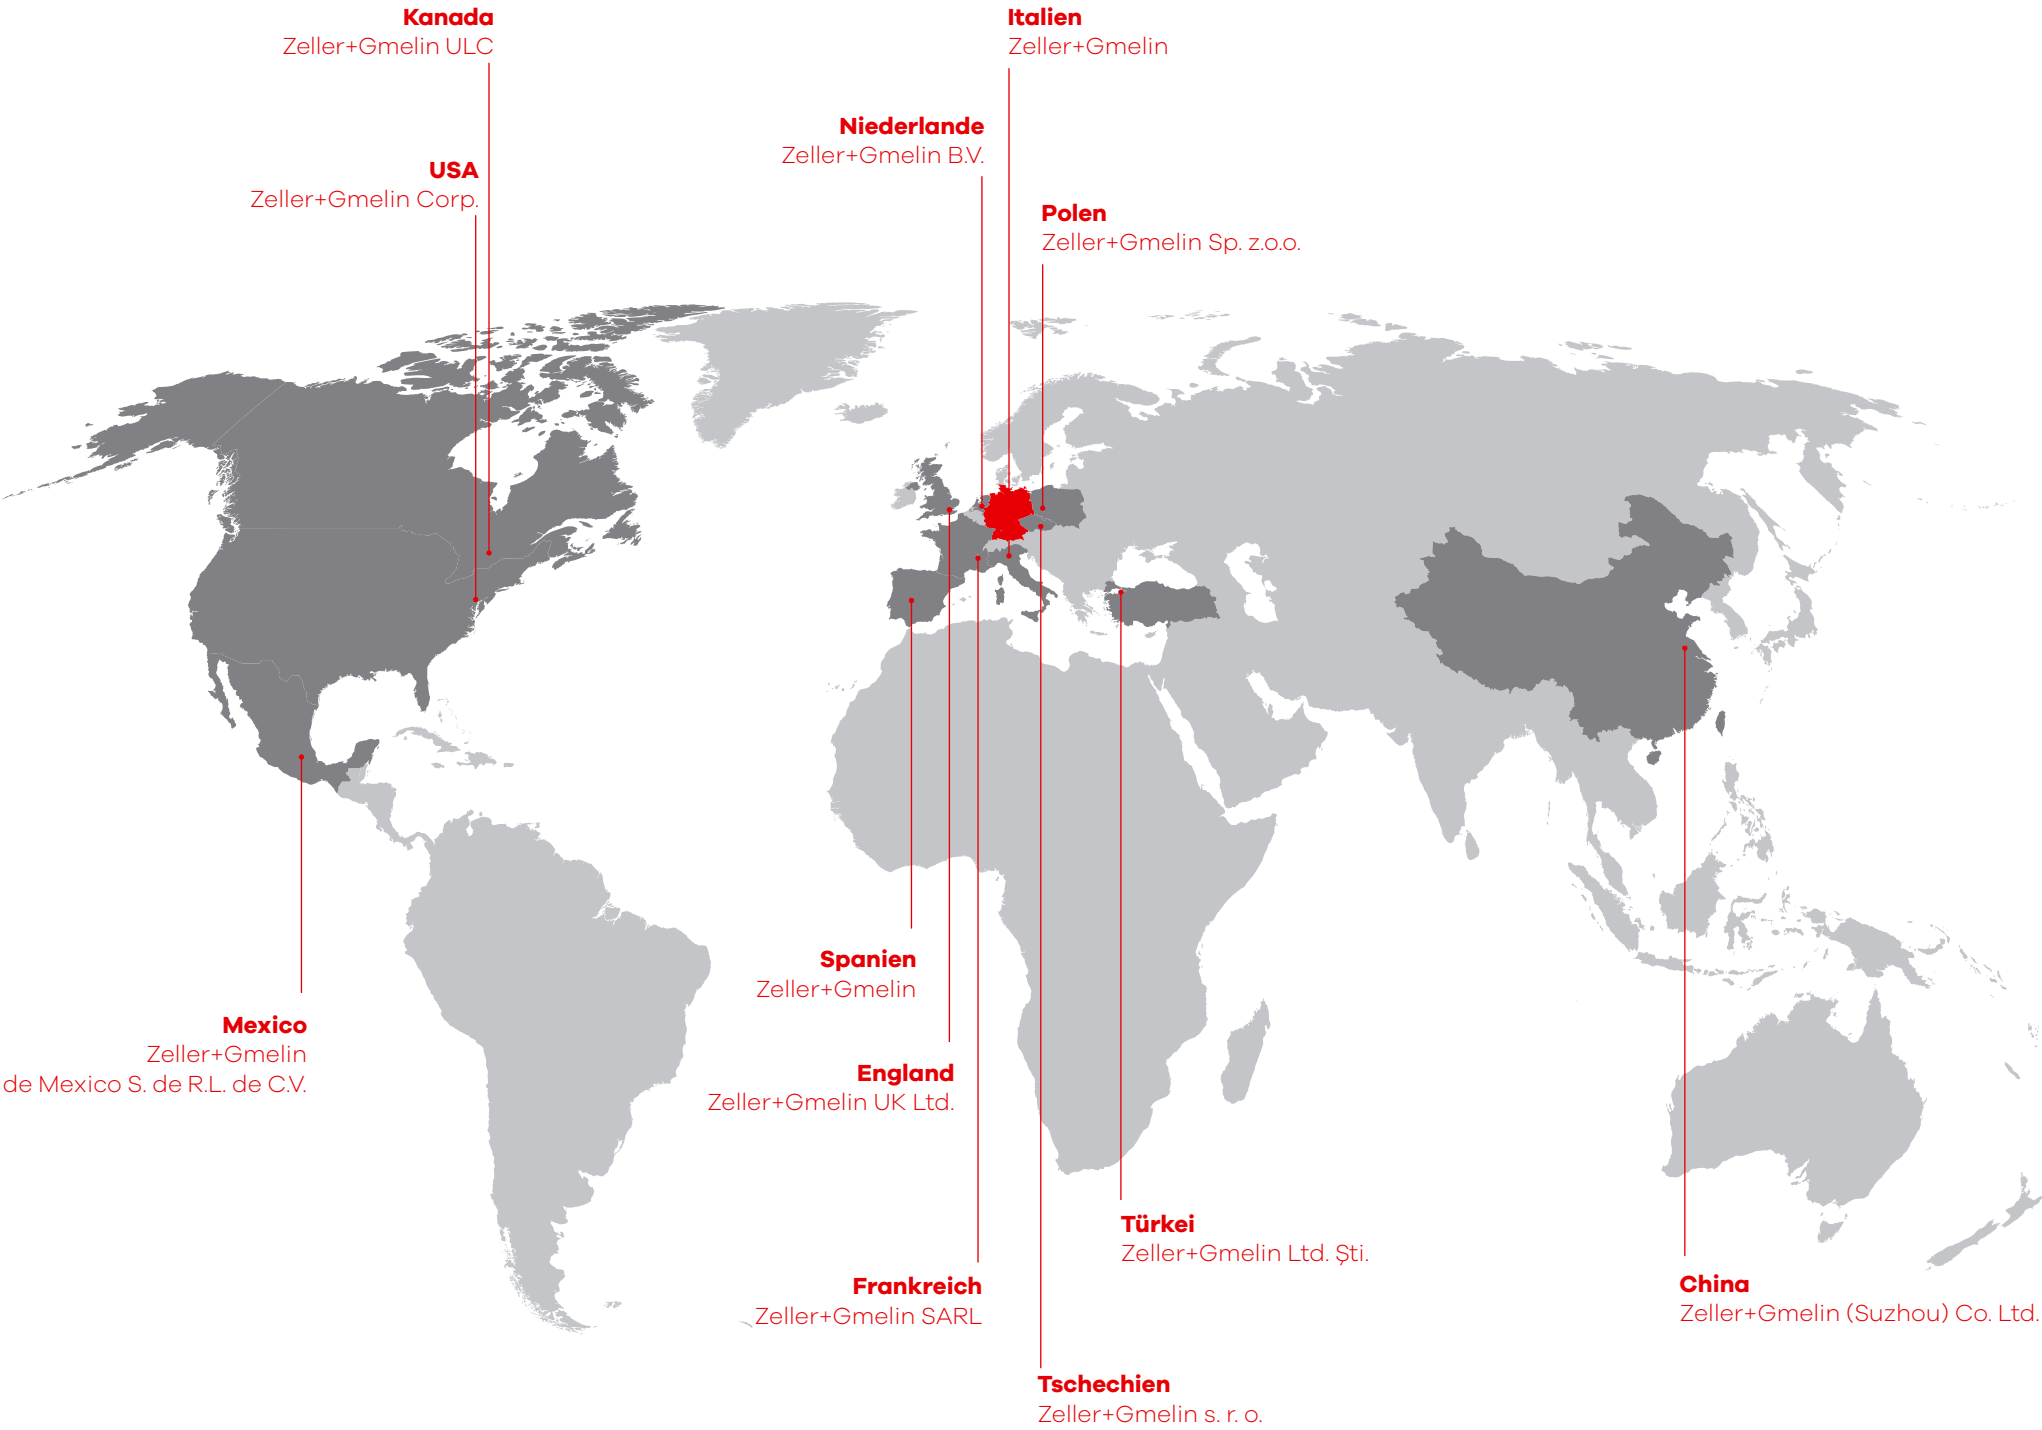 Kanada
Zeller+Gmelin ULC
Italien
Zeller+Gmelin
Niederlande
Zeller+Gmelin B.V.
USA
Zeller+Gmelin Corp.
Polen
Zeller+Gmelin Sp. z.o.o.
Spanien
Zeller+Gmelin
Mexico
Zeller+Gmelin
de Mexico S. de R.L. de C.V.
England
Zeller+Gmelin UK Ltd.
Türkei
Zeller+Gmelin Ltd. Şti.
Frankreich
Zeller+Gmelin SARL
China
Zeller+Gmelin (Suzhou) Co. Ltd.
Tschechien
Zeller+Gmelin s. r. o.